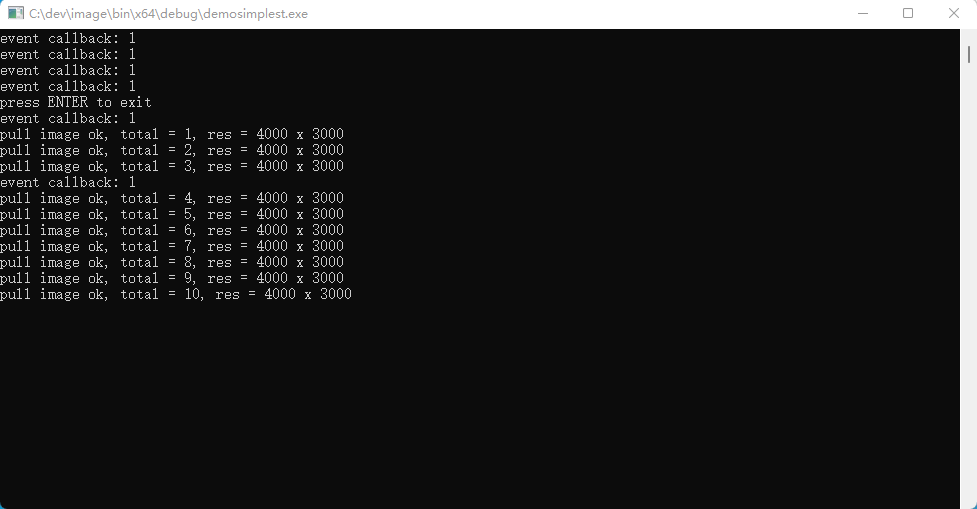 C:\dev\image\bin\x64\debug\demosimplest.exe
event callback: 1
event callback: 1
event callback: 1
event callback: 1
press ENTER to exit
event callback: 1
pull image ok, total = 1, res = 4000 x 3000
pull image ok, total = 2, res = 4000 x 3000
pull image ok, total = 3, res = 4000 x 3000
event callback: 1
pull image ok, total = 4, res = 4000 x 3000
pull image ok, total = 5, res = 4000 x 3000
pull image ok, total = 6, res = 4000 x 3000
pull image ok, total = 7, res = 4000 x 3000
pull image ok, total = 8, res = 4000 x 3000
pull image ok, total = 9, res = 4000 x 3000
pull image ok, total = 10, res = 4000 x 3000